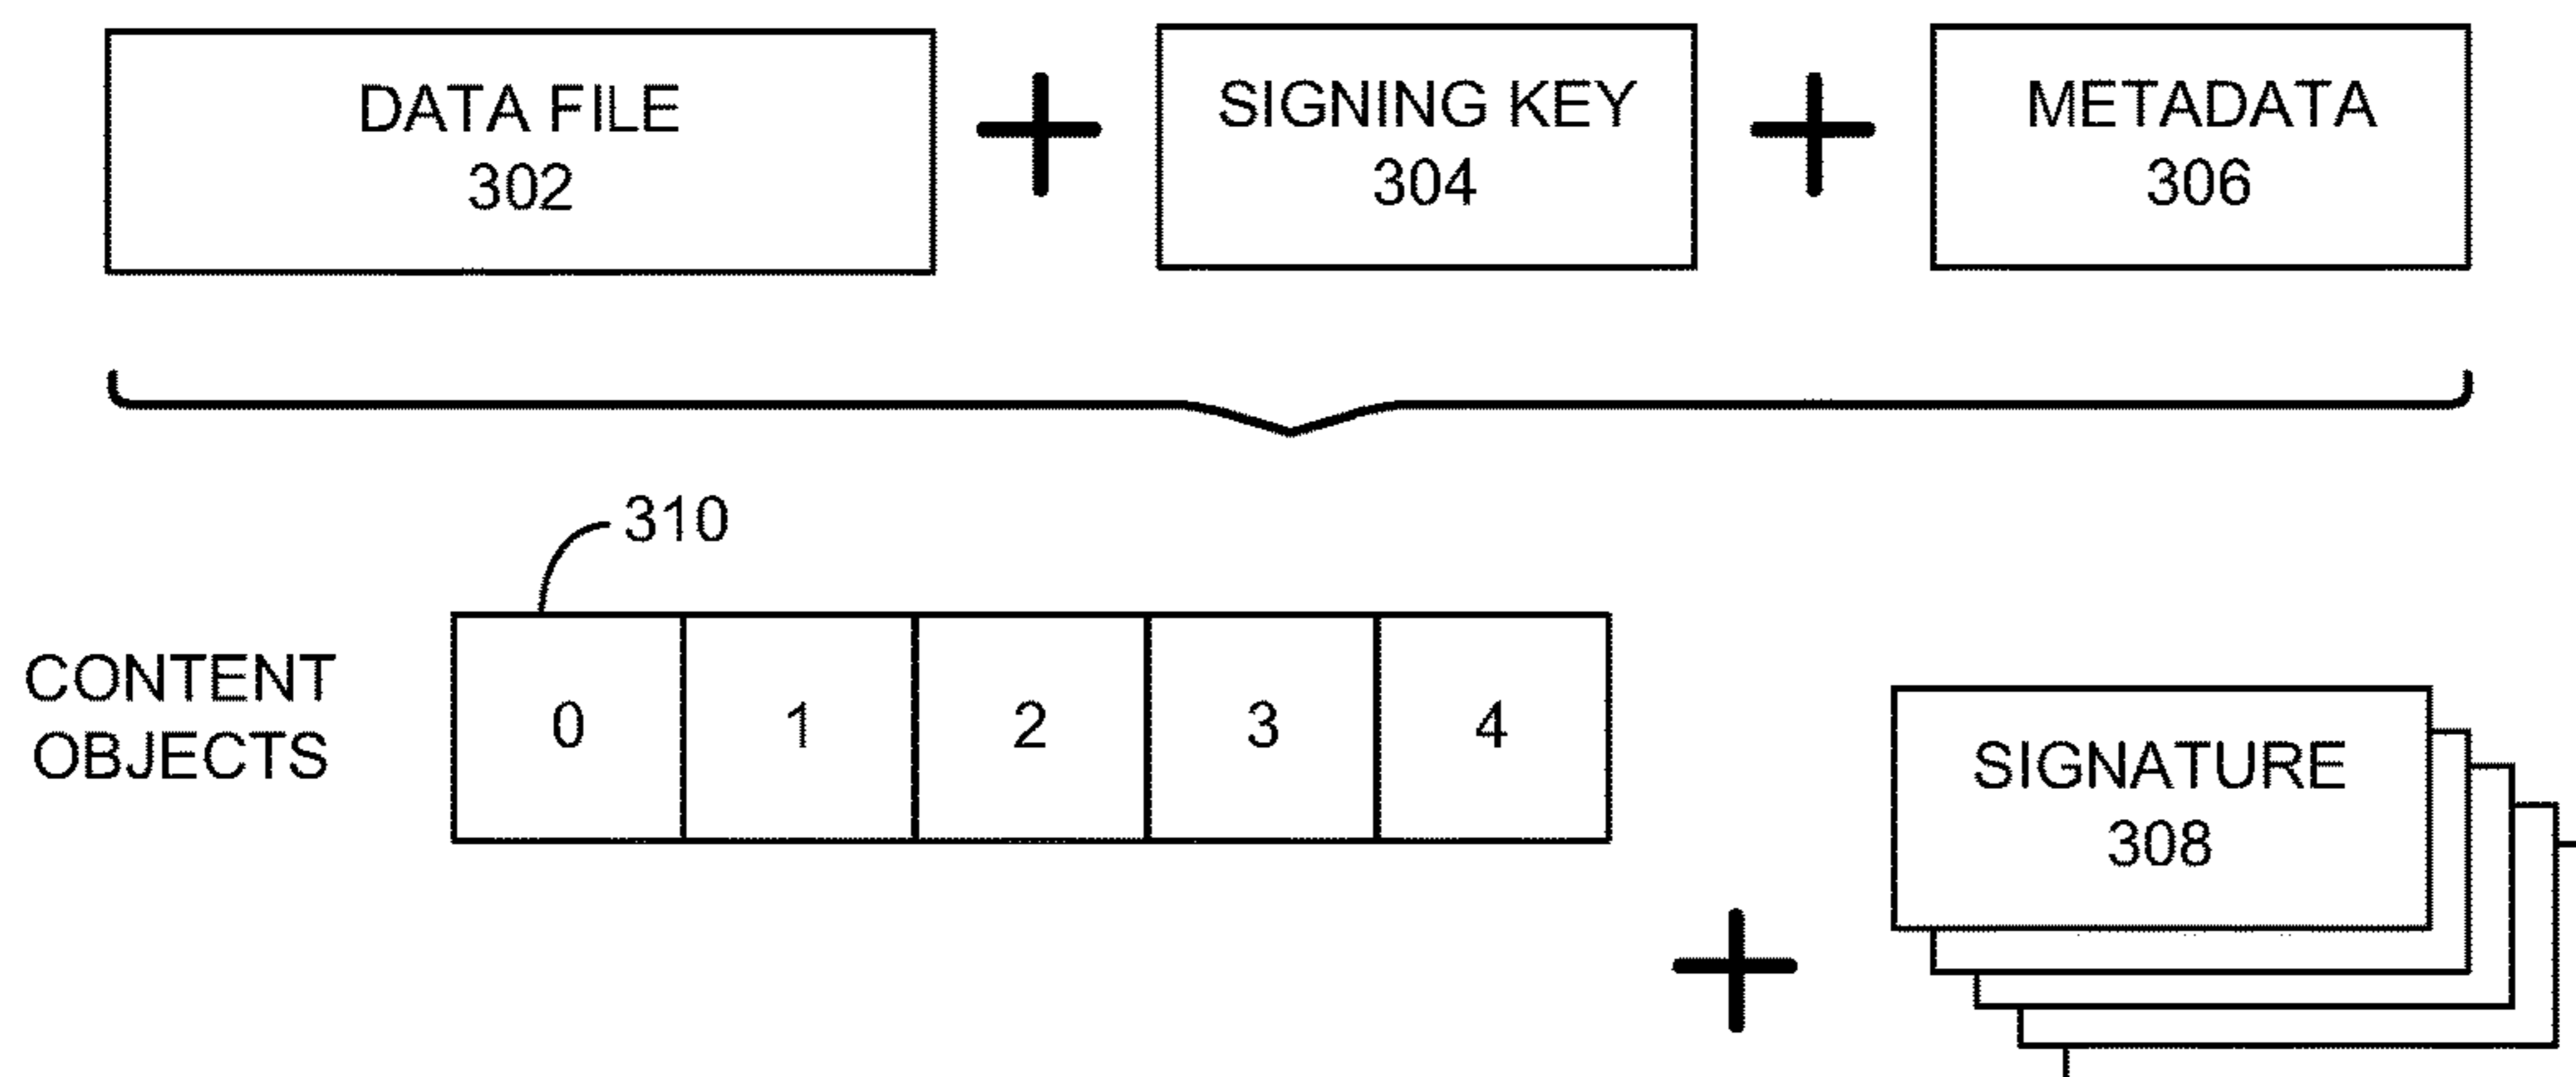 DATA FILE
302
SIGNING KEY
304
METADATA
306
310
CONTENT
OBJECTS
0
1
2
3
4
SIGNATURE
308